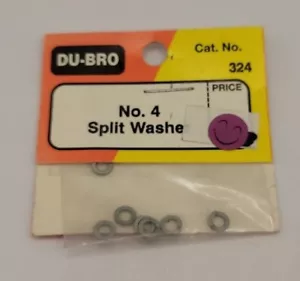 DU-BRO
Cat. No.
324
PRICE
No. 4
Split Washe